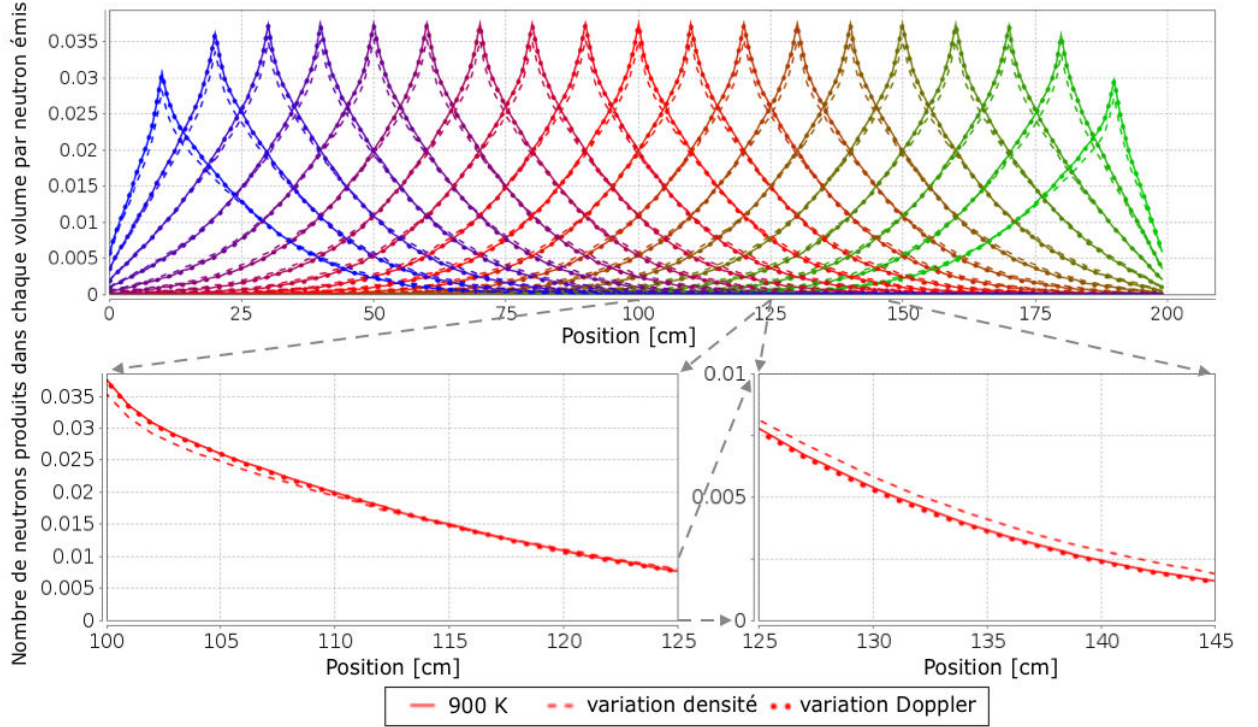 Nombre de neutrons produits dans chaque volume par neutron émis
0.035
0.03
0.025
0.02
0.015
0.01
0.005
0
0 25 50 75 100 125 150 175 200
Position [cm]
0.035
0.03
0.025
0.02
0.015
0.01
0.005
0
100 105 110 115 120 125
Position [cm]
0.01
0.005
0
125 130 135 140 145
Position [cm]
900 K variation densité variation Doppler